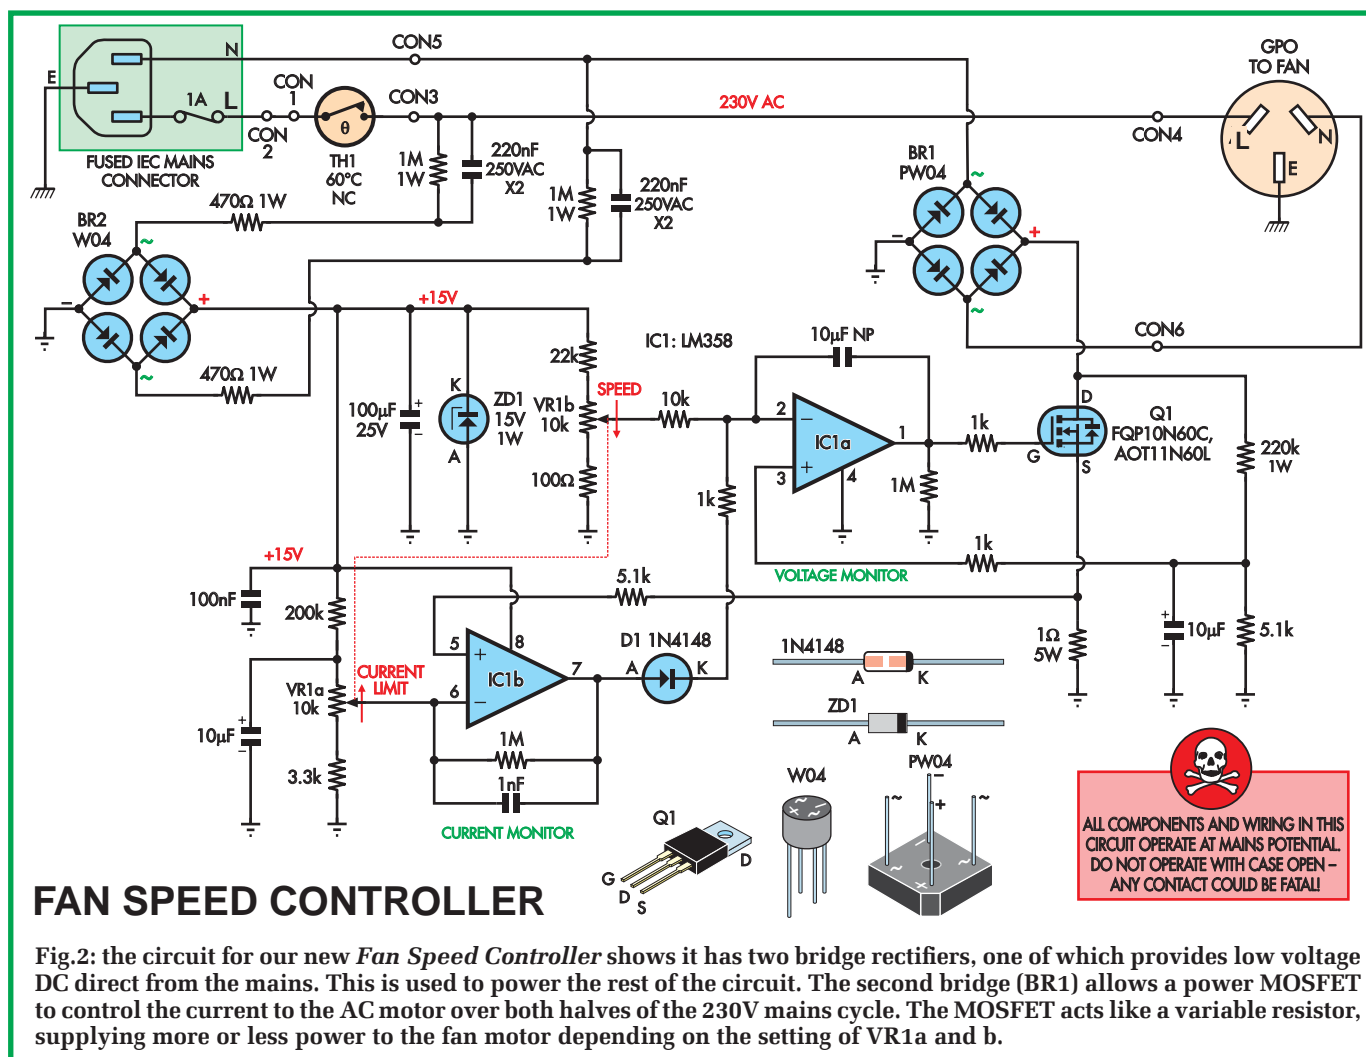 N
CON5
GPO
TO FAN
E
1A
L
CON
1
CON
2
CON3
230V AC
CON4
L
N
E
FUSED IEC MAINS
CONNECTOR
θ
TH1
60°C
NC
1M
1W
220nF
250VAC
X2
1M
1W
220nF
250VAC
X2
BR1
PW04
~
–
+
~
470Ω 1W
BR2
W04
~
–
+
~
470Ω 1W
+15V
CON6
IC1: LM358
10µF NP
22k
SPEED
VR1b
10k
100Ω
100µF
25V
+
–
K
ZD1
15V
1W
A
10k
2
–
IC1a
1
3
+
4
1k
1M
1k
D
Q1
FQP10N60C,
AOT11N60L
G
S
220k
1W
1k
VOLTAGE MONITOR
+15V
100nF
200k
5.1k
5
+
8
IC1b
7
6
–
D1 1N4148
A
K
CURRENT
LIMIT
VR1a
10k
+
10µF
–
3.3k
1M
1nF
CURRENT MONITOR
1Ω
5W
+
10µF
–
5.1k
1N4148
A
K
ZD1
A
K
Q1
G
D
S
D
W04
~
+
–
PW04
–
+
~
~
–
~
~
+
ALL COMPONENTS AND WIRING IN THIS
CIRCUIT OPERATE AT MAINS POTENTIAL.
DO NOT OPERATE WITH CASE OPEN –
ANY CONTACT COULD BE FATAL!
FAN SPEED CONTROLLER
Fig.2: the circuit for our new Fan Speed Controller shows it has two bridge rectifiers, one of which provides low voltage
DC direct from the mains. This is used to power the rest of the circuit. The second bridge (BR1) allows a power MOSFET
to control the current to the AC motor over both halves of the 230V mains cycle. The MOSFET acts like a variable resistor,
supplying more or less power to the fan motor depending on the setting of VR1a and b.